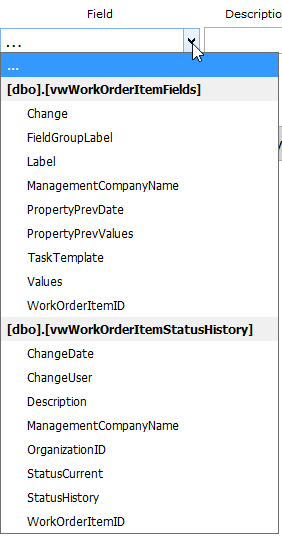 Field Descriptio
...
...
[dbo].[vwWorkOrderItemFields]
Change
FieldGroupLabel
Label
ManagementCompanyName
PropertyPrevDate
PropertyPrevValues
TaskTemplate
Values
WorkOrderItemID
[dbo].[vwWorkOrderItemStatusHistory]
ChangeDate
ChangeUser
Description
ManagementCompanyName
OrganizationID
StatusCurrent
StatusHistory
WorkOrderItemID